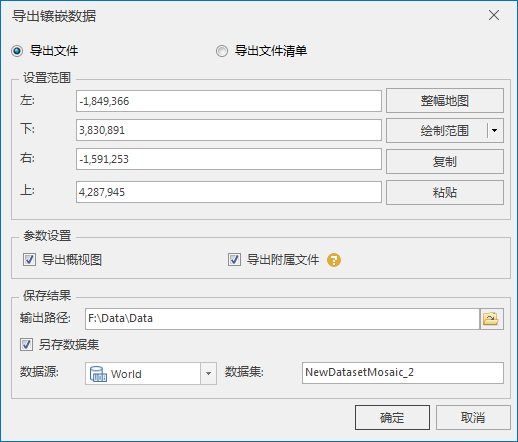 导出镶嵌数据
导出文件 导出文件清单
设置范围
左: -1,849,366 整幅地图
下: 3,830,891 绘制范围
右: -1,591,253 复制
上: 4,287,945 粘贴
参数设置
导出概视图 导出附属文件 ?
保存结果
输出路径: F:\Data\Data
另存数据集
数据源: World 数据集: NewDatasetMosaic_2
确定 取消